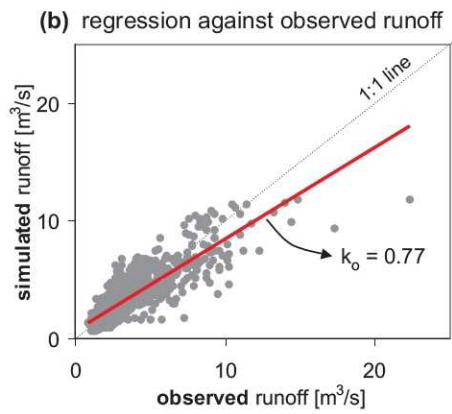 (b) regression against observed runoff
simulated runoff [m³/s]
20
10
0
1:1 line
kₒ = 0.77
0
10
20
observed runoff [m³/s]